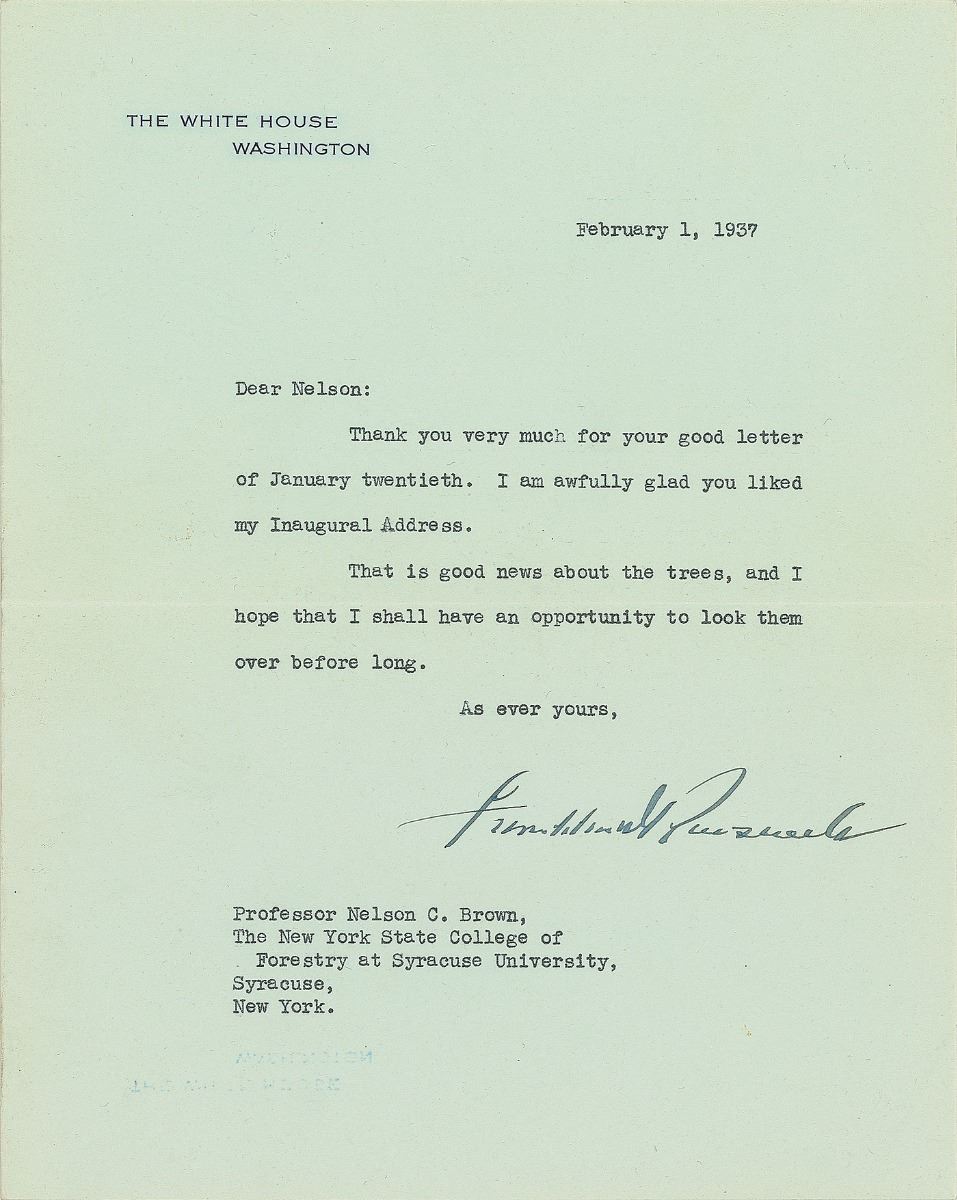 THE WHITE HOUSE
WASHINGTON
February 1, 1937
Dear Nelson:
Thank you very much for your good letter
of January twentieth. I am awfully glad you liked
my Inaugural Address.
That is good news about the trees, and I
hope that I shall have an opportunity to look them
over before long.
As ever yours,
Franklin D Roosevelt
Professor Nelson C. Brown,
The New York State College of
Forestry at Syracuse University,
Syracuse,
New York.